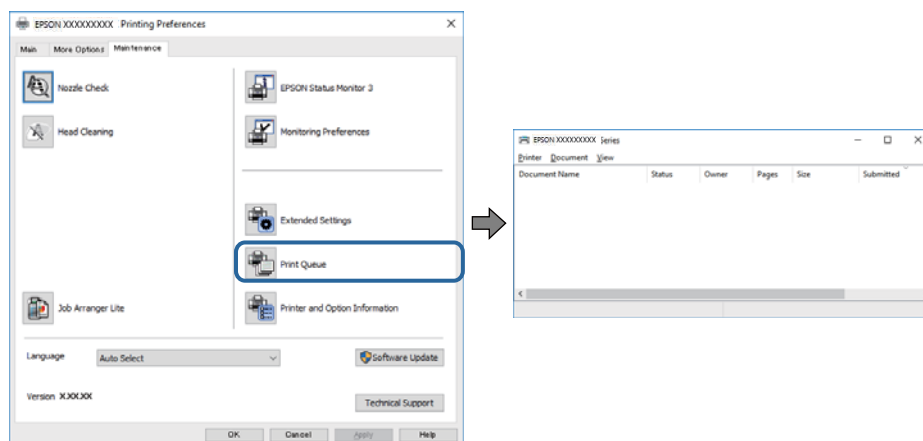 EPSON XXXXXXXXX Printing Preferences
Main More Options Maintenance
Nozzle Check
Head Cleaning
Job Arranger Lite
EPSON Status Monitor 3
Monitoring Preferences
Extended Settings
Print Queue
Printer and Option Information
Language Auto Select
Software Update
Version X.XX.XX
Technical Support
OK Cancel Apply Help
EPSON XXXXXXXXX Series
Printer Document View
Document Name Status Owner Pages Size Submitted